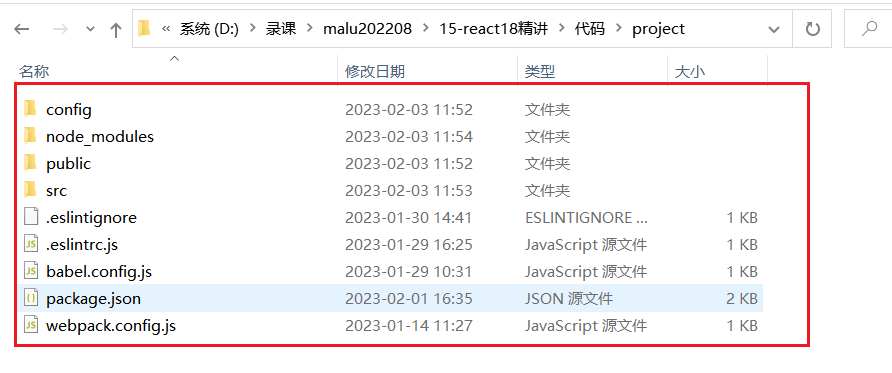 « 系统 (D:) > 录课 > malu202208 > 15-react18精讲 > 代码 > project
名称 修改日期 类型 大小
config 2023-02-03 11:52 文件夹
node_modules 2023-02-03 11:54 文件夹
public 2023-02-03 11:52 文件夹
src 2023-02-03 11:53 文件夹
.eslintignore 2023-01-30 14:41 ESLINTIGNORE ... 1 KB
.eslintrc.js 2023-01-29 16:25 JavaScript 源文件 1 KB
babel.config.js 2023-01-29 10:31 JavaScript 源文件 1 KB
package.json 2023-02-01 16:35 JSON 源文件 2 KB
webpack.config.js 2023-01-14 11:27 JavaScript 源文件 1 KB